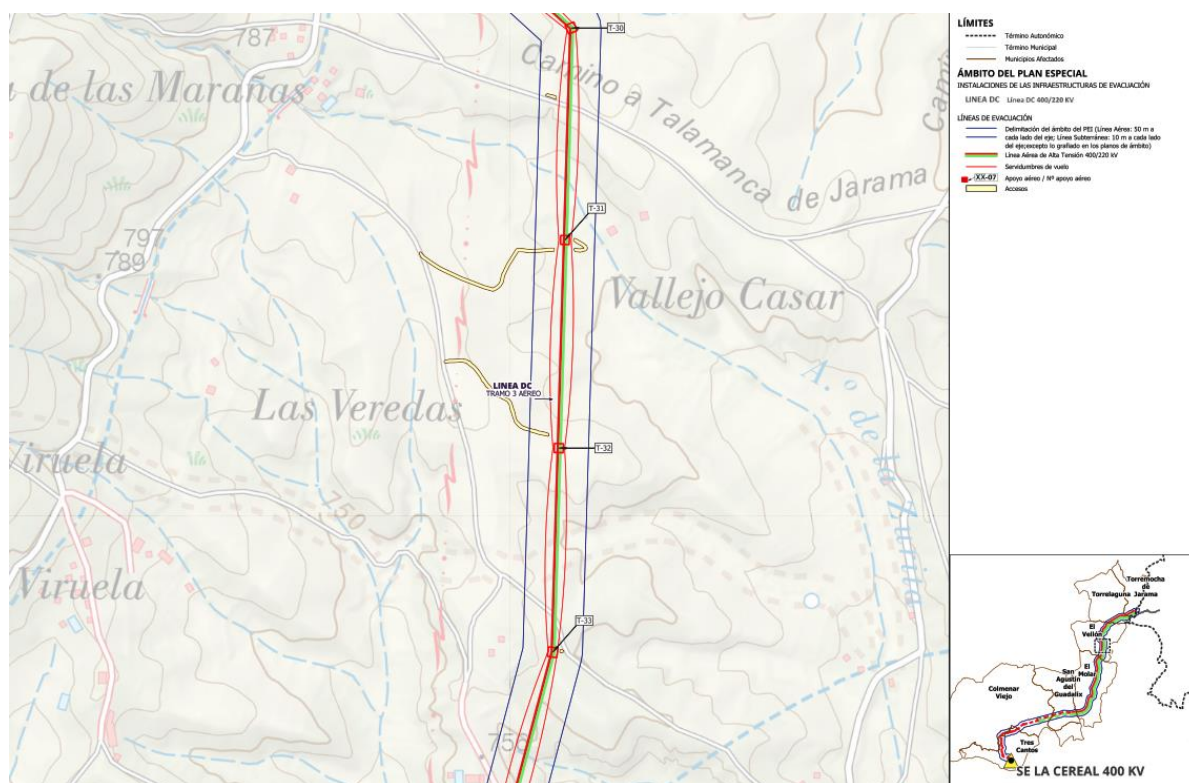 787
a de las Marañas
Camino a Talamanca de Jarama
T-30
T-31
797
789
Vallejo Casar
LINEA DC
TRAMO 3 AEREO
Las Veredas
A.º de
T-32
iruela
750
Viruela
T-33
LÍMITES
Término Autonómico
Término Municipal
Municipios Afectados
ÁMBITO DEL PLAN ESPECIAL
INSTALACIONES DE LAS INFRAESTRUCTURAS DE EVACUACIÓN
LINEA DC Línea DC 400/220 KV
LÍNEAS DE EVACUACIÓN
Delimitación del ámbito del PEI (Línea Aérea: 50 m a
cada lado del eje; Línea Subterránea: 10 m a cada lado
del eje;excepto lo grafiado en los planos de ámbito)
Línea Aérea de Alta Tensión 400/220 kV
Servidumbres de vuelo
XX-07 Apoyo aéreo / Nº apoyo aéreo
Accesos
Torremocha
de
Jarama
Torrelaguna
El
Vellón
El
Molar
San
Agustín
del
Guadalix
Colmenar
Viejo
Tres
Cantos
SE LA CEREAL 400 KV